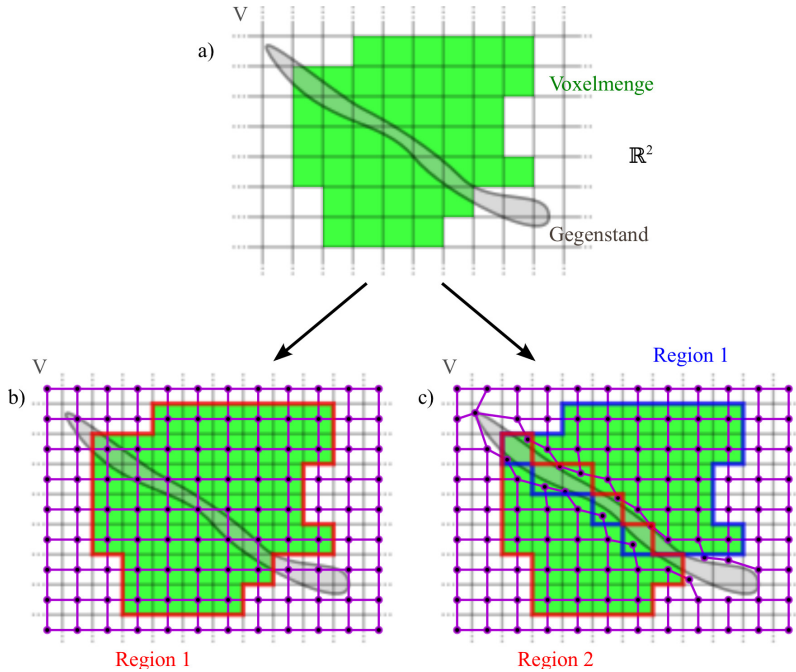 V
a)
Voxelmenge
ℝ²
Gegenstand
V
Region 1
V
b)
c)
Region 1
Region 2